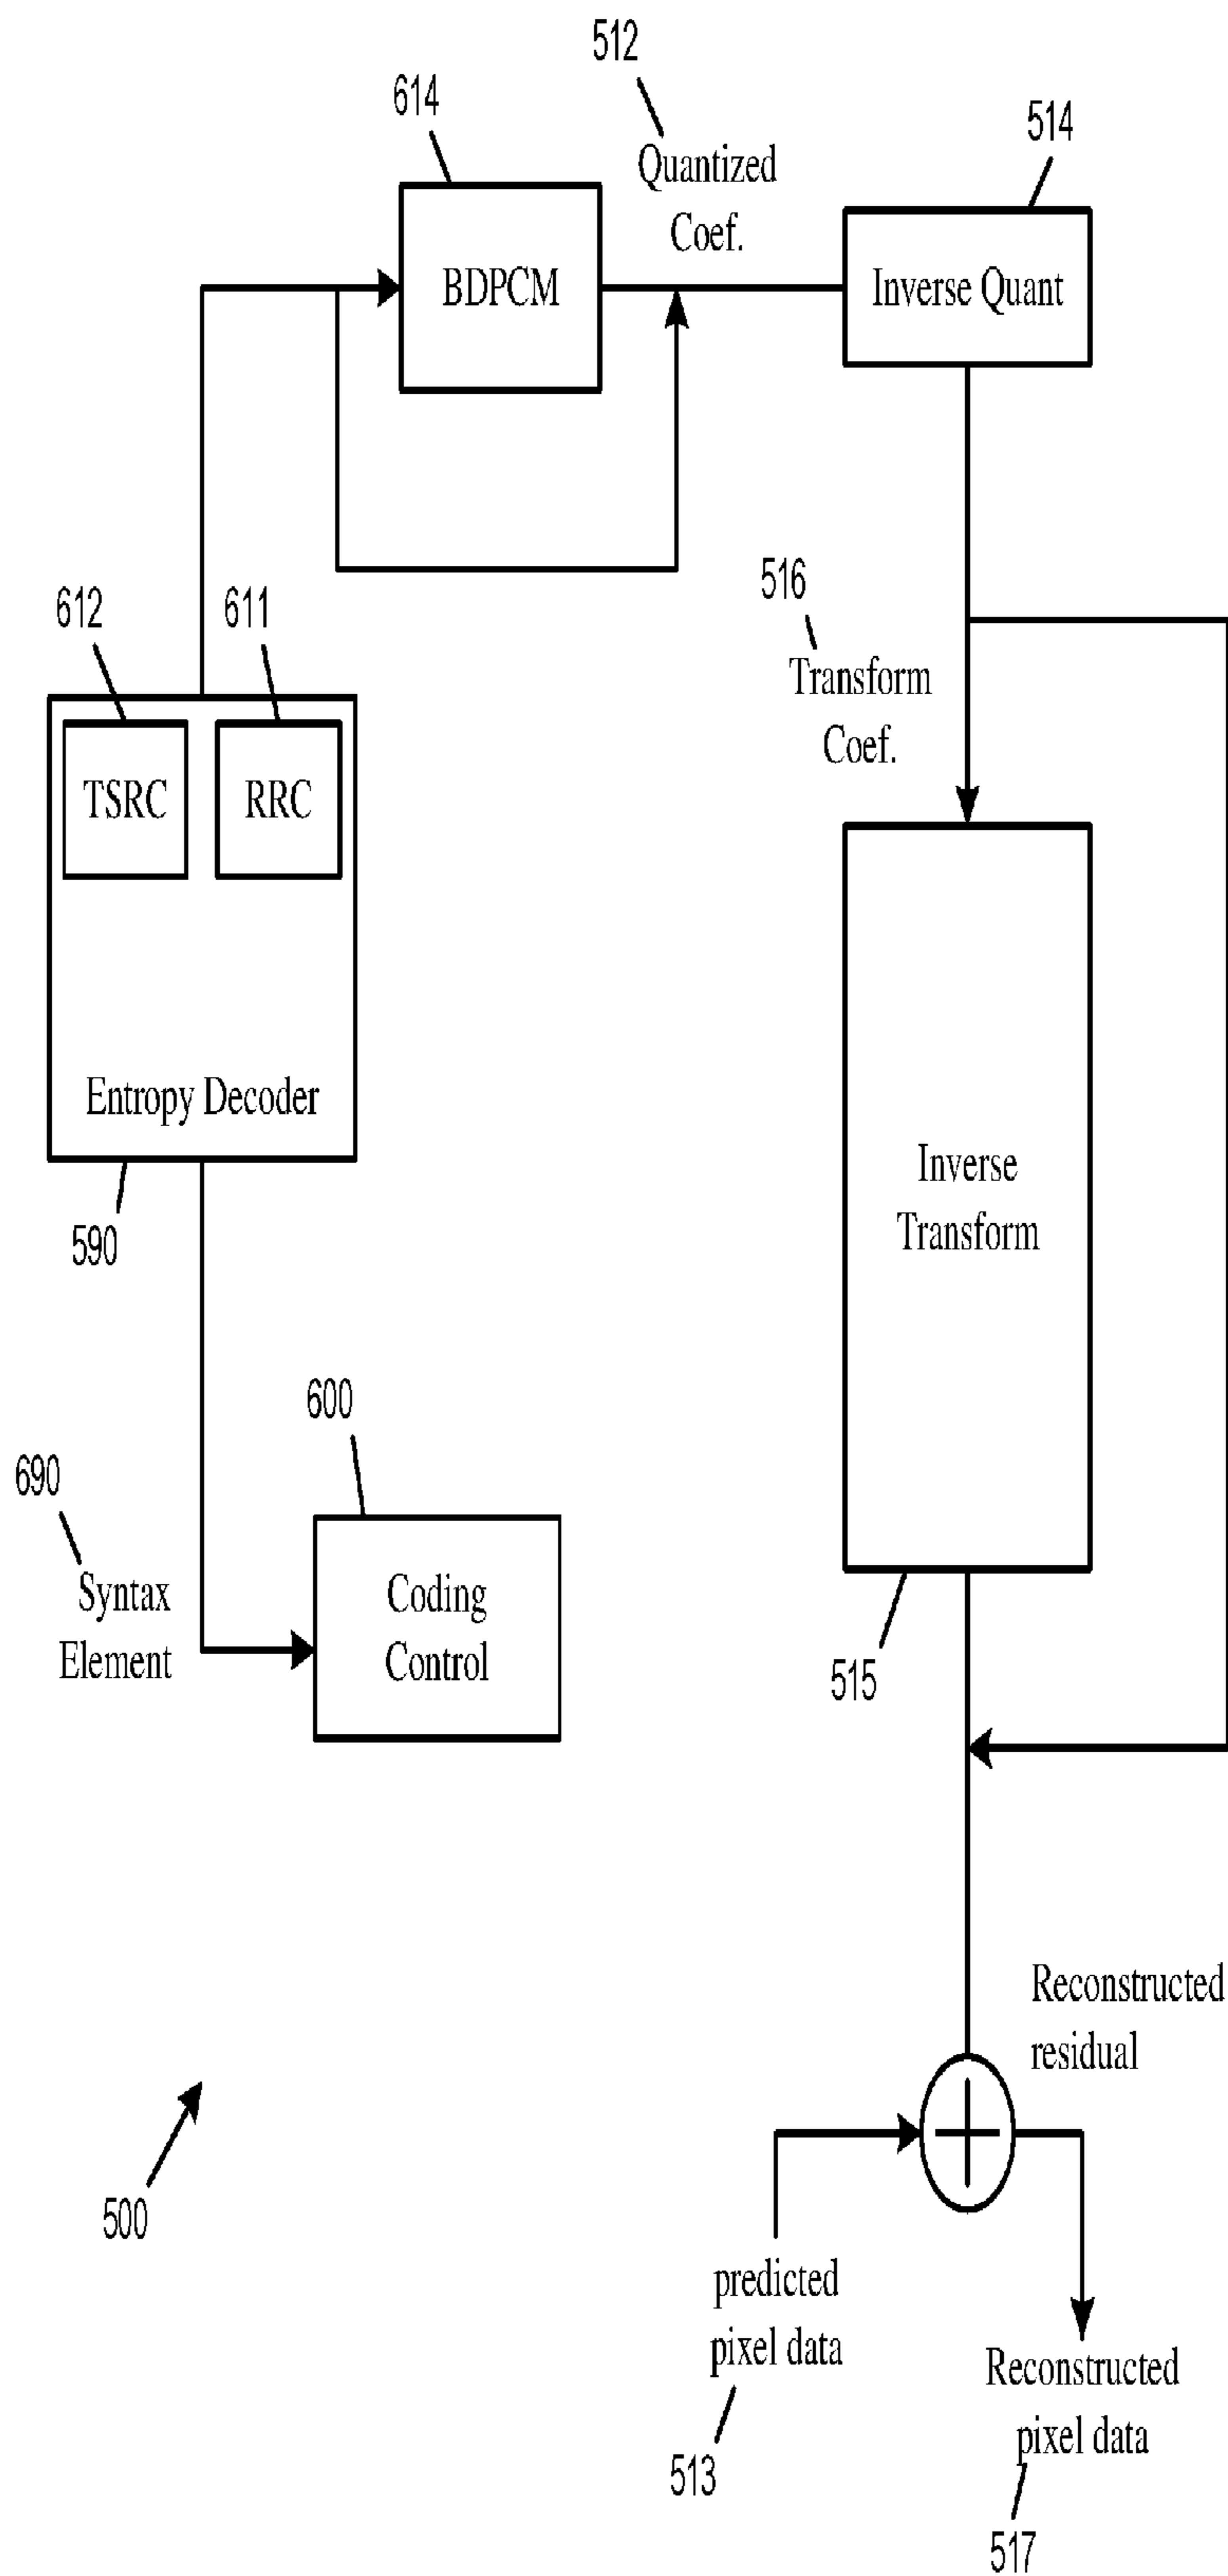 512
614
514
Quantized
Coef.
BDPCM
Inverse Quant
516
612
611
Transform
Coef.
TSRC
RRC
Entropy Decoder
Inverse
Transform
590
600
690
Syntax
Element
Coding
Control
515
Reconstructed
residual
500
predicted
pixel data
Reconstructed
pixel data
513
517